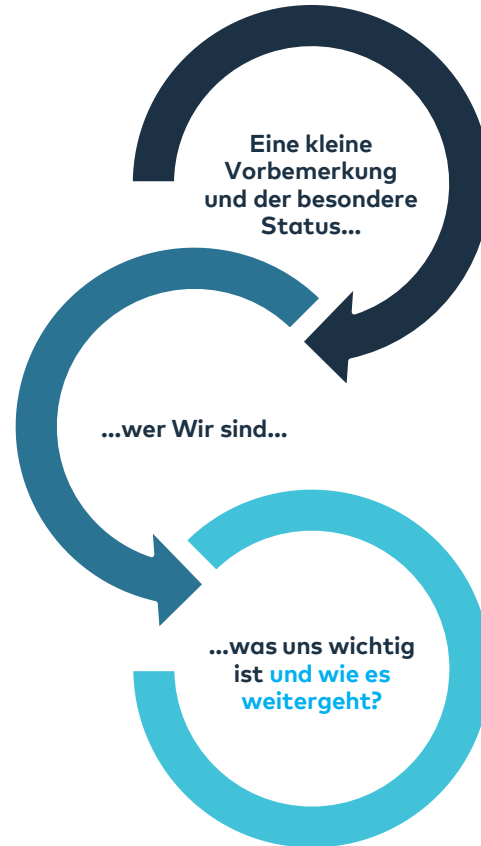 Eine kleine
Vorbemerkung
und der besondere
Status...
...wer Wir sind...
...was uns wichtig
ist und wie es
weitergeht?